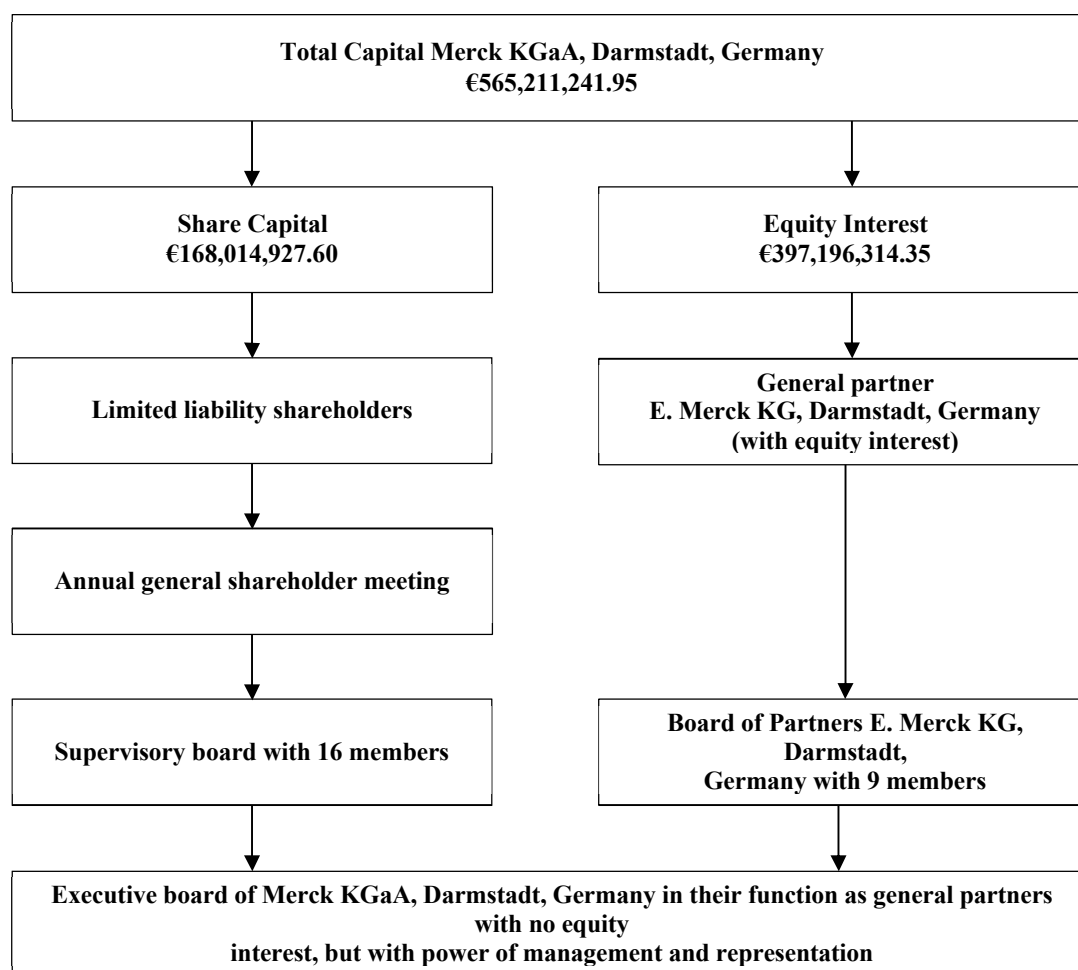 Total Capital Merck KGaA, Darmstadt, Germany
€565,211,241.95
Share Capital
€168,014,927.60
Equity Interest
€397,196,314.35
Limited liability shareholders
General partner
E. Merck KG, Darmstadt, Germany
(with equity interest)
Annual general shareholder meeting
Supervisory board with 16 members
Board of Partners E. Merck KG,
Darmstadt,
Germany with 9 members
Executive board of Merck KGaA, Darmstadt, Germany in their function as general partners
with no equity
interest, but with power of management and representation